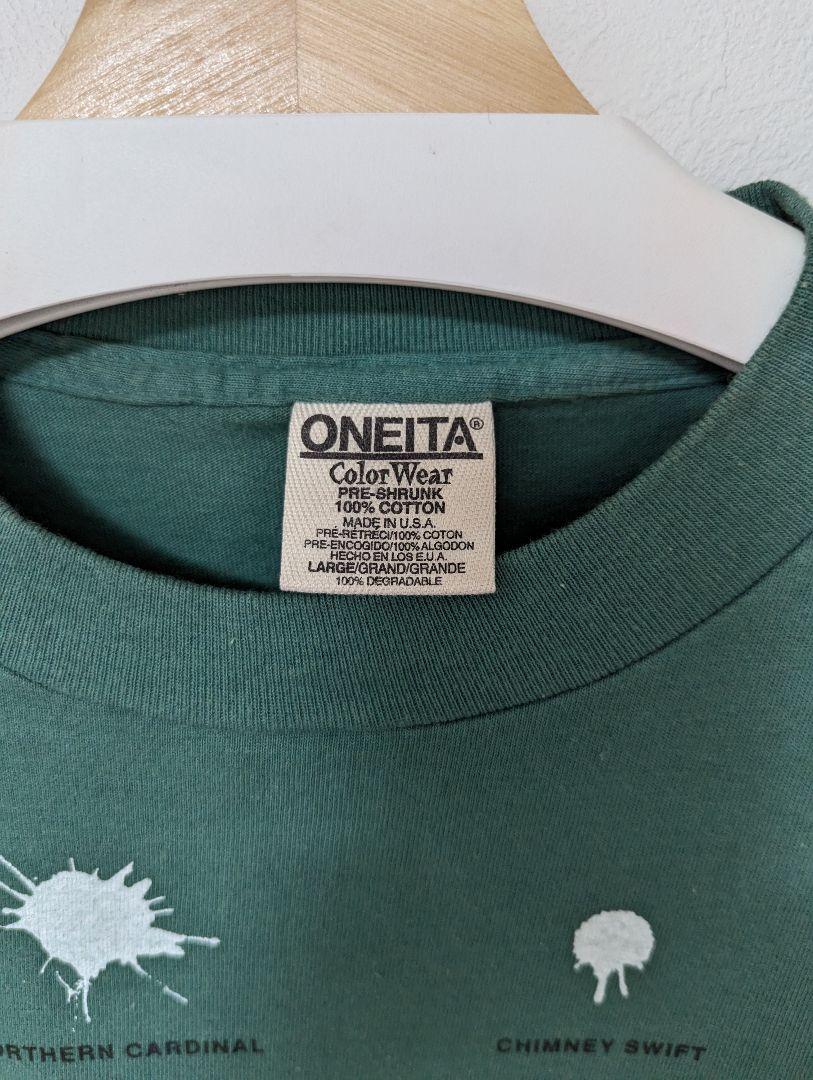 ONEITA®
Color Wear
PRE-SHRUNK
100% COTTON
MADE IN U.S.A.
PRÉ-RÉTRÉCI/100% COTON
PRE-ENCOGIDO/100% ALGODON
HECHO EN LOS E.U.A.
LARGE/GRAND/GRANDE
100% DEGRADABLE
ORTHERN CARDINAL
CHIMNEY SWIFT